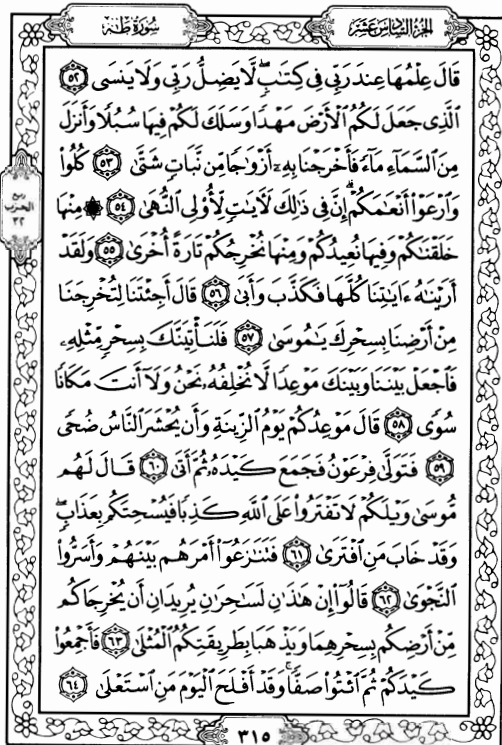 الجزء السادس عشر
سورة طه
قَالَ عِلْمُهَا عِندَ رَبِّى فِى كِتَٰبٍ ۖ لَّا يَضِلُّ رَبِّى وَلَا يَنسَى ٥٢
ٱلَّذِى جَعَلَ لَكُمُ ٱلْأَرْضَ مَهْدًا وَسَلَكَ لَكُمْ فِيهَا سُبُلًا وَأَنزَلَ
مِنَ ٱلسَّمَآءِ مَآءً فَأَخْرَجْنَا بِهِۦٓ أَزْوَٰجًا مِّن نَّبَاتٍ شَتَّىٰ ٥٣ كُلُوا۟
وَٱرْعَوْا۟ أَنْعَٰمَكُمْ ۗ إِنَّ فِى ذَٰلِكَ لَءَايَٰتٍ لِّأُو۟لِى ٱلنُّهَىٰ ٥٤ ۞ مِنْهَا
ربع
الحزب
٣٢
خَلَقْنَٰكُمْ وَفِيهَا نُعِيدُكُمْ وَمِنْهَا نُخْرِجُكُمْ تَارَةً أُخْرَىٰ ٥٥ وَلَقَدْ
أَرَيْنَٰهُ ءَايَٰتِنَا كُلَّهَا فَكَذَّبَ وَأَبَىٰ ٥٦ قَالَ أَجِئْتَنَا لِتُخْرِجَنَا
مِنْ أَرْضِنَا بِسِحْرِكَ يَٰمُوسَىٰ ٥٧ فَلَنَأْتِيَنَّكَ بِسِحْرٍ مِّثْلِهِۦ
فَٱجْعَلْ بَيْنَنَا وَبَيْنَكَ مَوْعِدًا لَّا نُخْلِفُهُۥ نَحْنُ وَلَآ أَنتَ مَكَانًا
سُوًى ٥٨ قَالَ مَوْعِدُكُمْ يَوْمُ ٱلزِّينَةِ وَأَن يُحْشَرَ ٱلنَّاسُ ضُحًى
٥٩ فَتَوَلَّىٰ فِرْعَوْنُ فَجَمَعَ كَيْدَهُۥ ثُمَّ أَتَىٰ ٦٠ قَالَ لَهُم
مُّوسَىٰ وَيْلَكُمْ لَا تَفْتَرُوا۟ عَلَى ٱللَّهِ كَذِبًا فَيُسْحِتَكُم بِعَذَابٍ ۖ
وَقَدْ خَابَ مَنِ ٱفْتَرَىٰ ٦١ فَتَنَٰزَعُوٓا۟ أَمْرَهُم بَيْنَهُمْ وَأَسَرُّوا۟
ٱلنَّجْوَىٰ ٦٢ قَالُوٓا۟ إِنْ هَٰذَٰنِ لَسَٰحِرَٰنِ يُرِيدَانِ أَن يُخْرِجَاكُم
مِّنْ أَرْضِكُم بِسِحْرِهِمَا وَيَذْهَبَا بِطَرِيقَتِكُمُ ٱلْمُثْلَىٰ ٦٣ فَأَجْمِعُوا۟
كَيْدَكُمْ ثُمَّ ٱئْتُوا۟ صَفًّا ۚ وَقَدْ أَفْلَحَ ٱلْيَوْمَ مَنِ ٱسْتَعْلَىٰ ٦٤
٣١٥